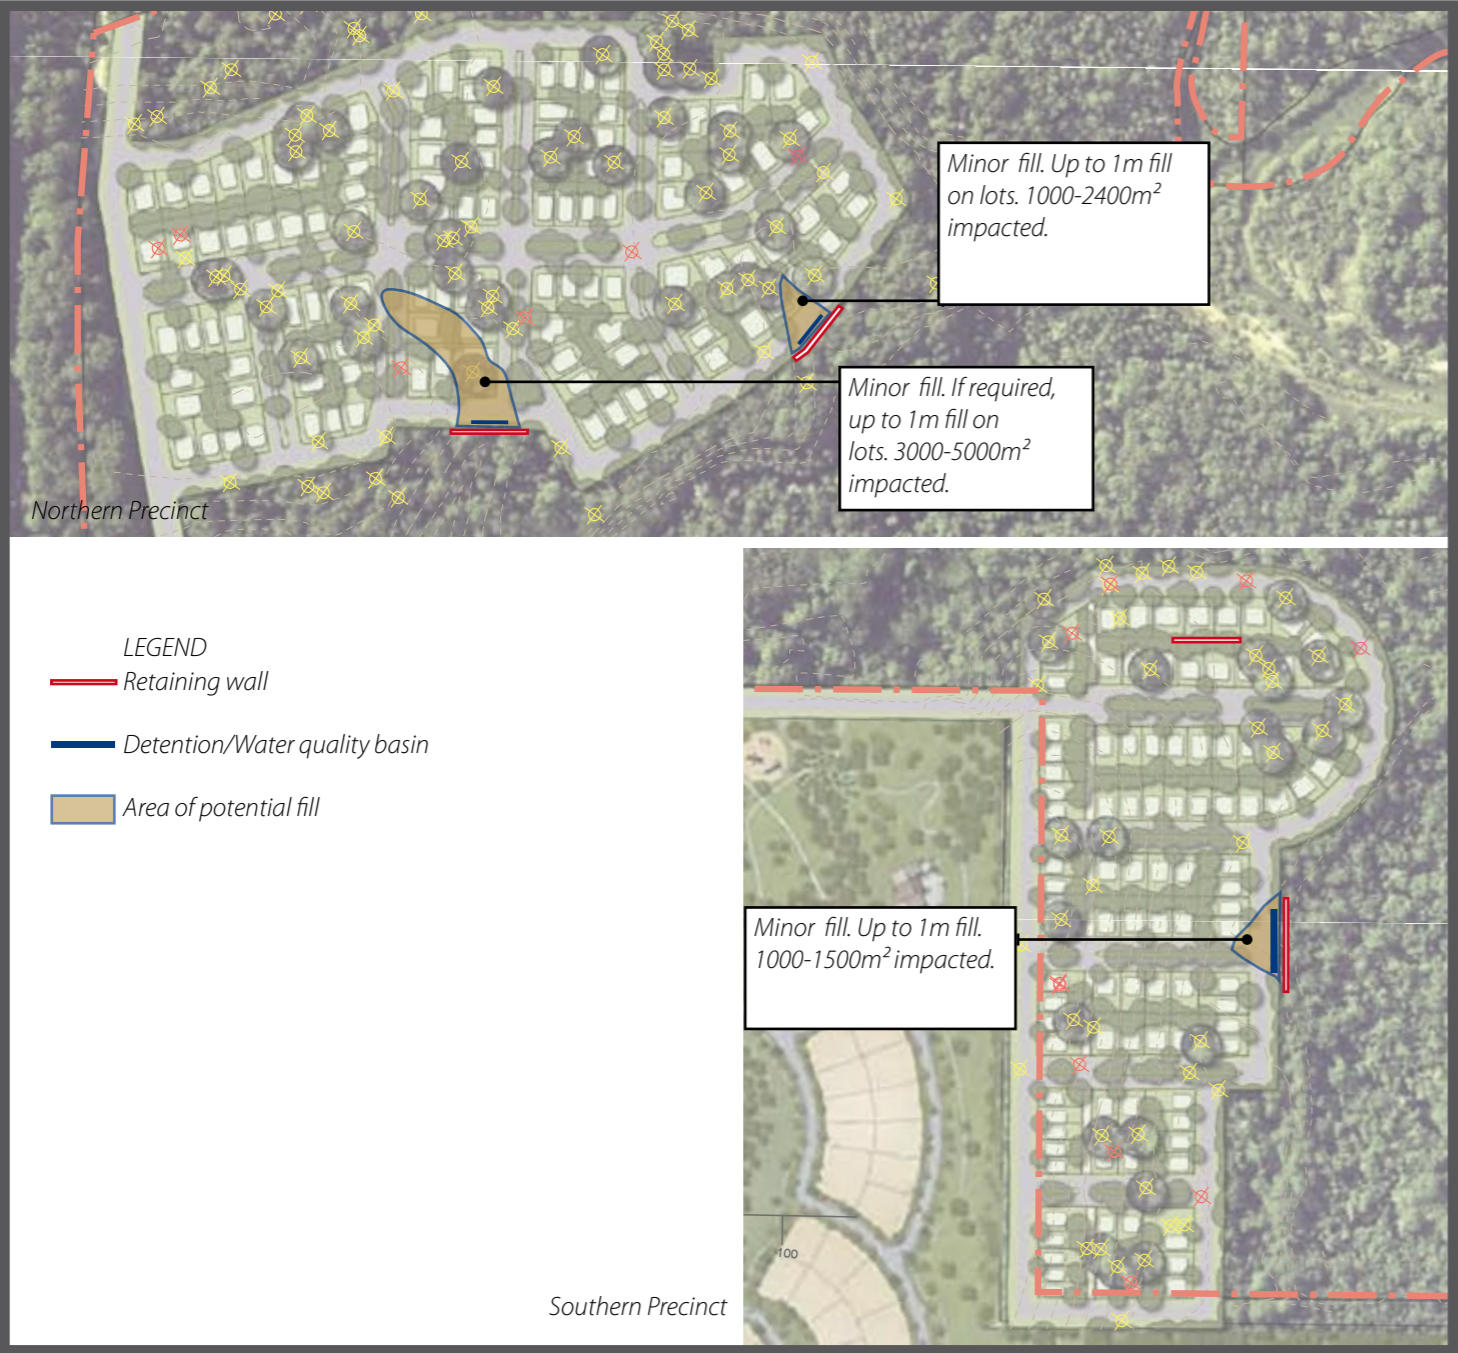 Minor fill. Up to 1m fill
on lots. 1000-2400m²
impacted.
Minor fill. If required,
up to 1m fill on
lots. 3000-5000m²
impacted.
Northern Precinct
LEGEND
Retaining wall
Detention/Water quality basin
Area of potential fill
Minor fill. Up to 1m fill.
1000-1500m² impacted.
100
Southern Precinct